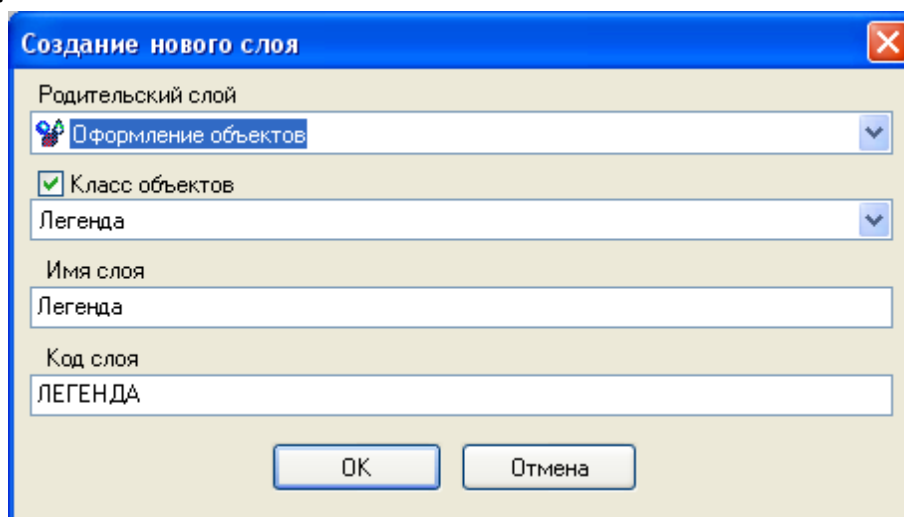 Создание нового слоя
Родительский слой
Оформление объектов
Класс объектов
Легенда
Имя слоя
Легенда
Код слоя
ЛЕГЕНДА
OK
Отмена